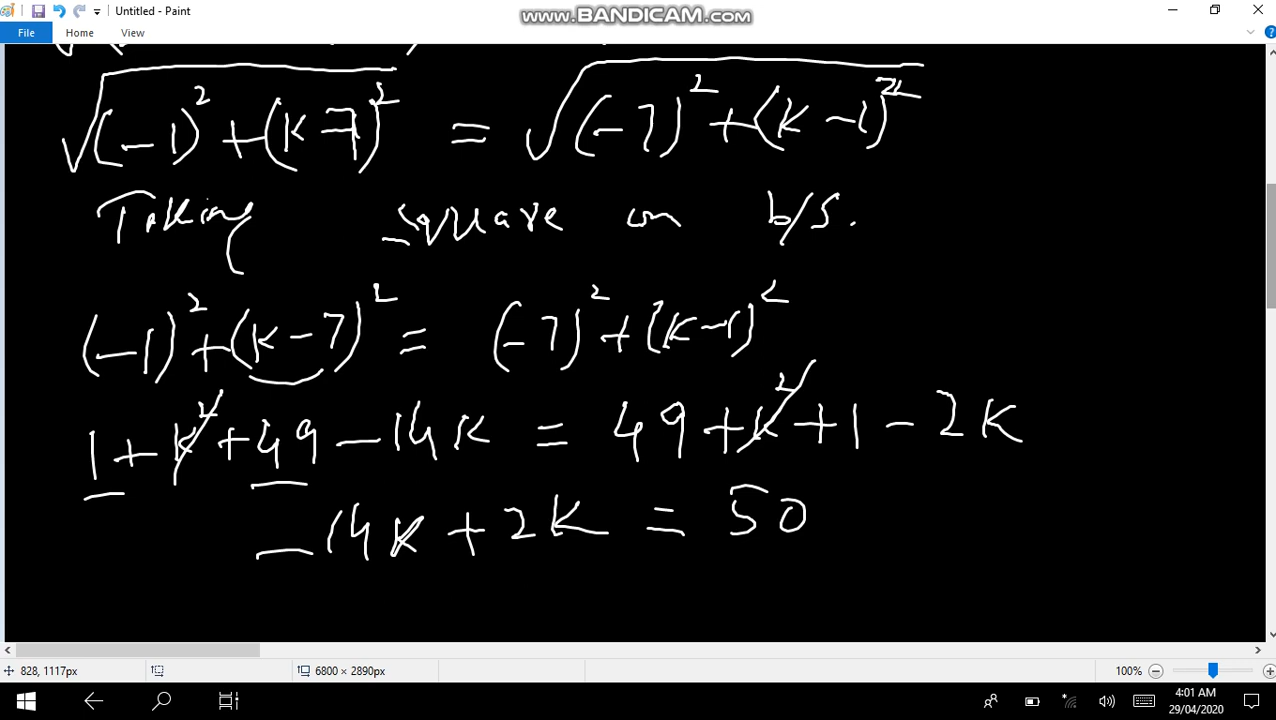 Untitled - Paint
www.BANDICAM.com
File Home View
√((-1)² + (K-7)²) = √((-7)² + (K-1)²)
Taking square on b/s.
(-1)² + (K-7)² = (-7)² + (K-1)²
1 + K² + 49 - 14K = 49 + K² + 1 - 2K
- 14K + 2K = 50
828, 1117px 6800 × 2890px 100%
4:01 AM
29/04/2020